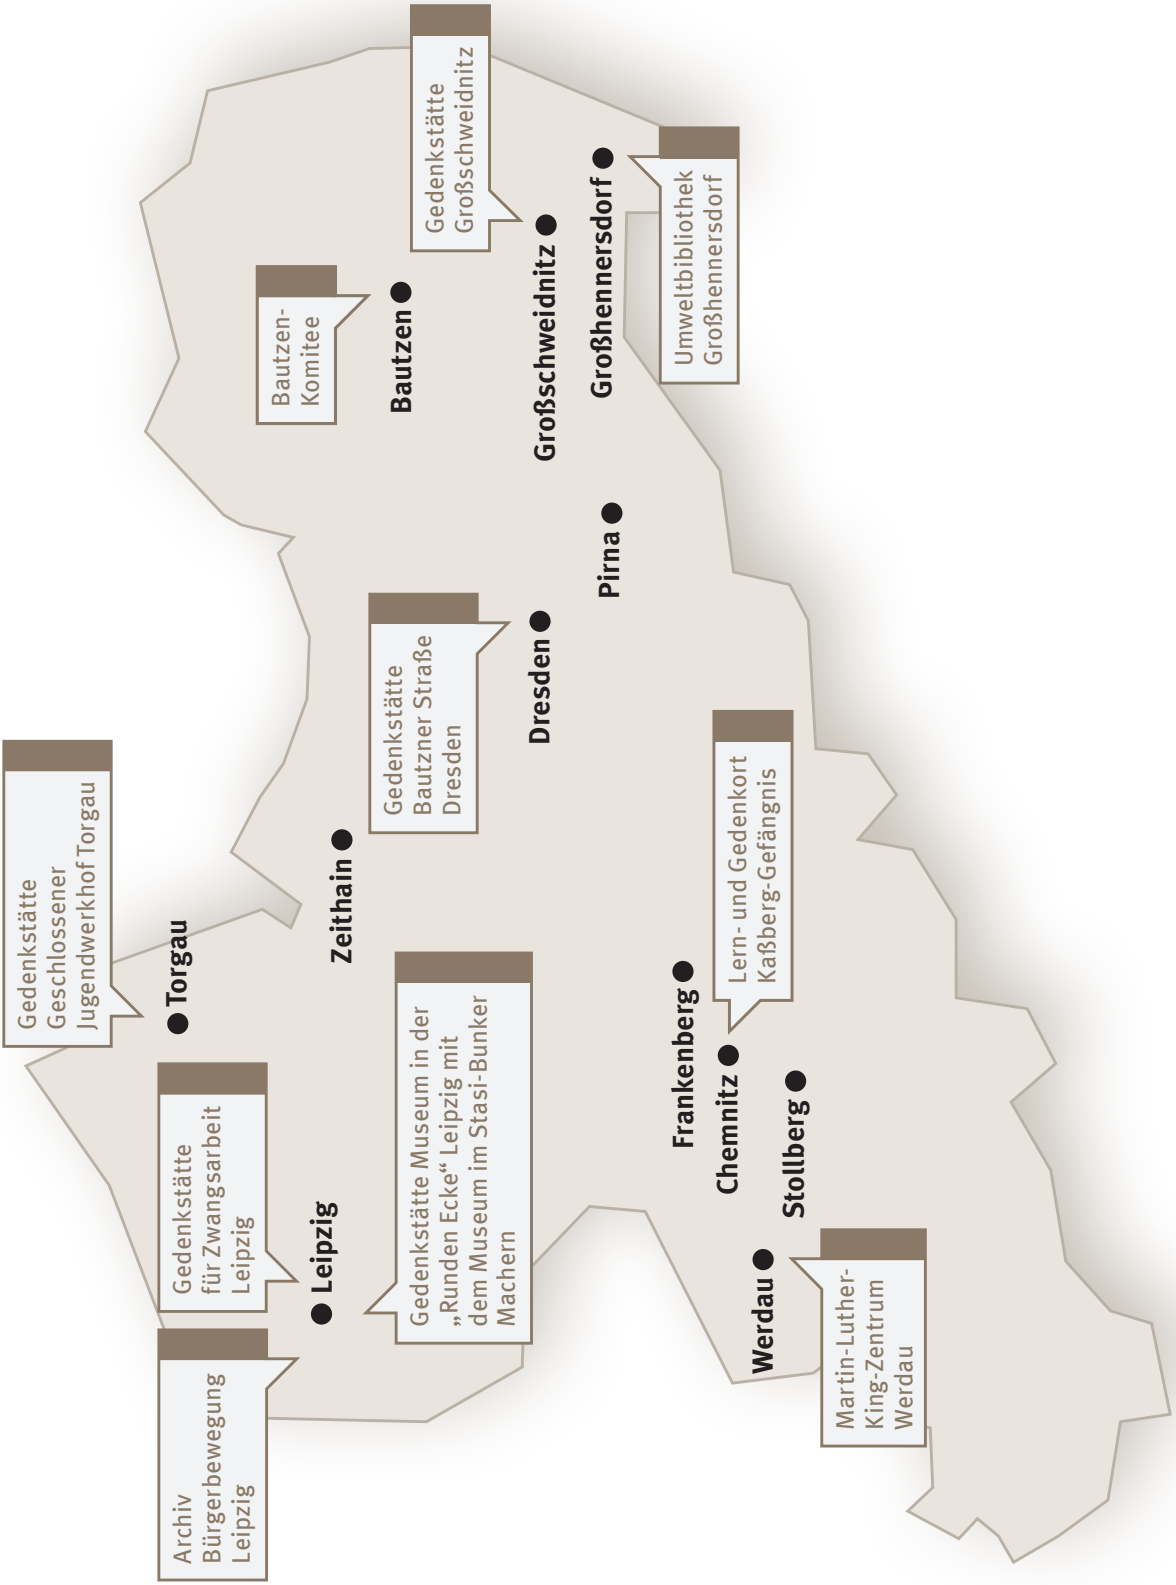 Archiv
Bürgerbewegung
Leipzig
Gedenkstätte
für Zwangsarbeit
Leipzig
Leipzig
Gedenkstätte Museum in der
„Runden Ecke“ Leipzig mit
dem Museum im Stasi-Bunker
Machern
Gedenkstätte
Geschlossener
Jugendwerkhof Torgau
Torgau
Zeithain
Gedenkstätte
Bautzner Straße
Dresden
Dresden
Pirna
Bautzen-
Komitee
Bautzen
Gedenkstätte
Großschweidnitz
Großschweidnitz
Großhennersdorf
Umweltbibliothek
Großhennersdorf
Frankenberg
Chemnitz
Lern- und Gedenkort
Kaßberg-Gefängnis
Stollberg
Werdau
Martin-Luther-
King-Zentrum
Werdau